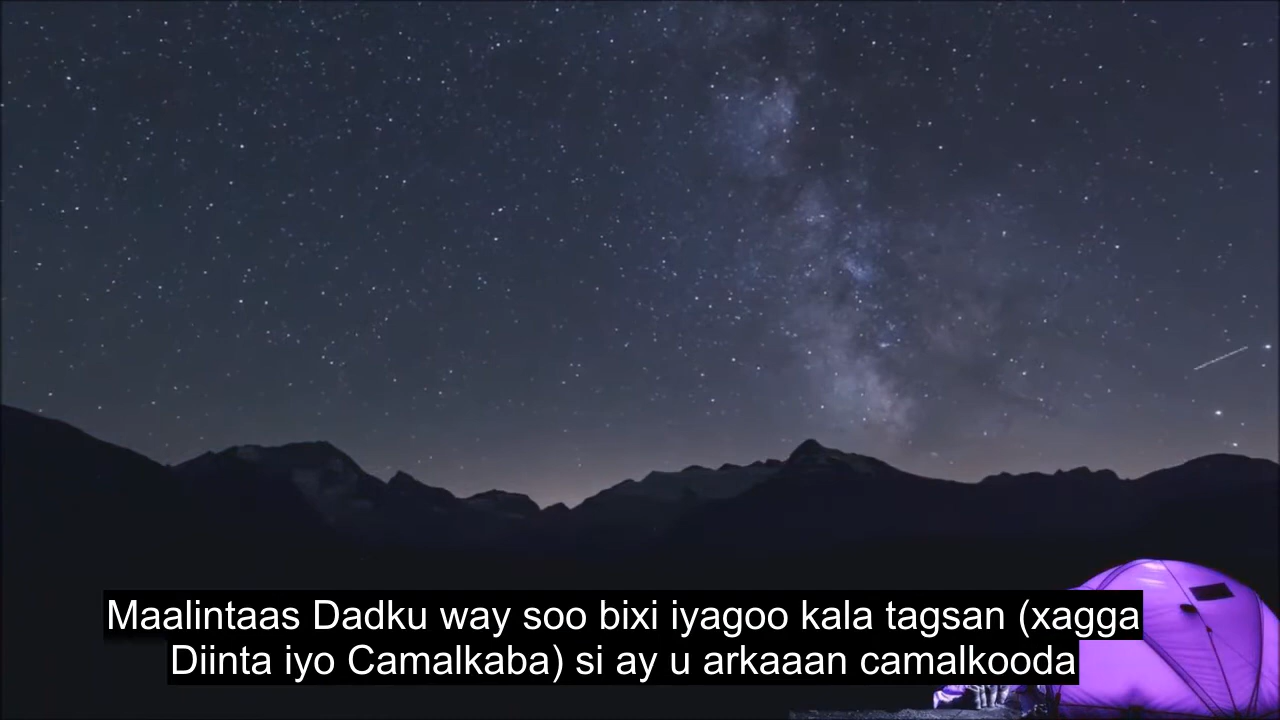 Maalintaas Dadku way soo bixi iyagoo kala tagsan (xagga
Diinta iyo Camalkaba) si ay u arkaaan camalkooda